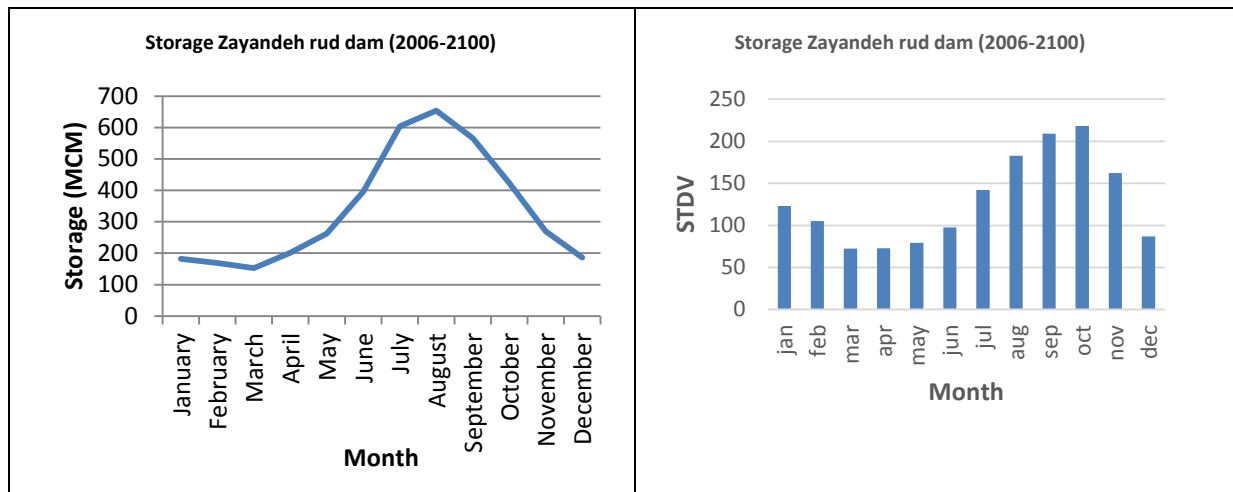 Storage Zayandeh rud dam (2006-2100)
700
600
500
400
300
200
100
0
Storage (MCM)
January
February
March
April
May
June
July
August
September
October
November
December
Month
Storage Zayandeh rud dam (2006-2100)
250
200
150
100
50
0
STDV
jan
feb
mar
apr
may
jun
jul
aug
sep
oct
nov
dec
Month